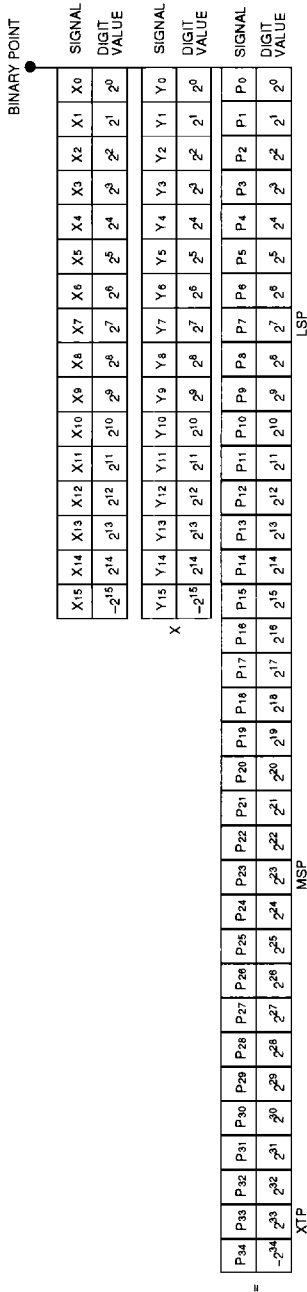 BINARY POINT
X15 X14 X13 X12 X11 X10 X9 X8 X7 X6 X5 X4 X3 X2 X1 X0 SIGNAL
-2^15 2^14 2^13 2^12 2^11 2^10 2^9 2^8 2^7 2^6 2^5 2^4 2^3 2^2 2^1 2^0 DIGIT VALUE
X Y15 Y14 Y13 Y12 Y11 Y10 Y9 Y8 Y7 Y6 Y5 Y4 Y3 Y2 Y1 Y0 SIGNAL
-2^15 2^14 2^13 2^12 2^11 2^10 2^9 2^8 2^7 2^6 2^5 2^4 2^3 2^2 2^1 2^0 DIGIT VALUE
= P34 P33 P32 P31 P30 P29 P28 P27 P26 P25 P24 P23 P22 P21 P20 P19 P18 P17 P16 P15 P14 P13 P12 P11 P10 P9 P8 P7 P6 P5 P4 P3 P2 P1 P0 SIGNAL
-2^34 2^33 2^32 2^31 2^30 2^29 2^28 2^27 2^26 2^25 2^24 2^23 2^22 2^21 2^20 2^19 2^18 2^17 2^16 2^15 2^14 2^13 2^12 2^11 2^10 2^9 2^8 2^7 2^6 2^5 2^4 2^3 2^2 2^1 2^0 DIGIT VALUE
XTP MSP LSP